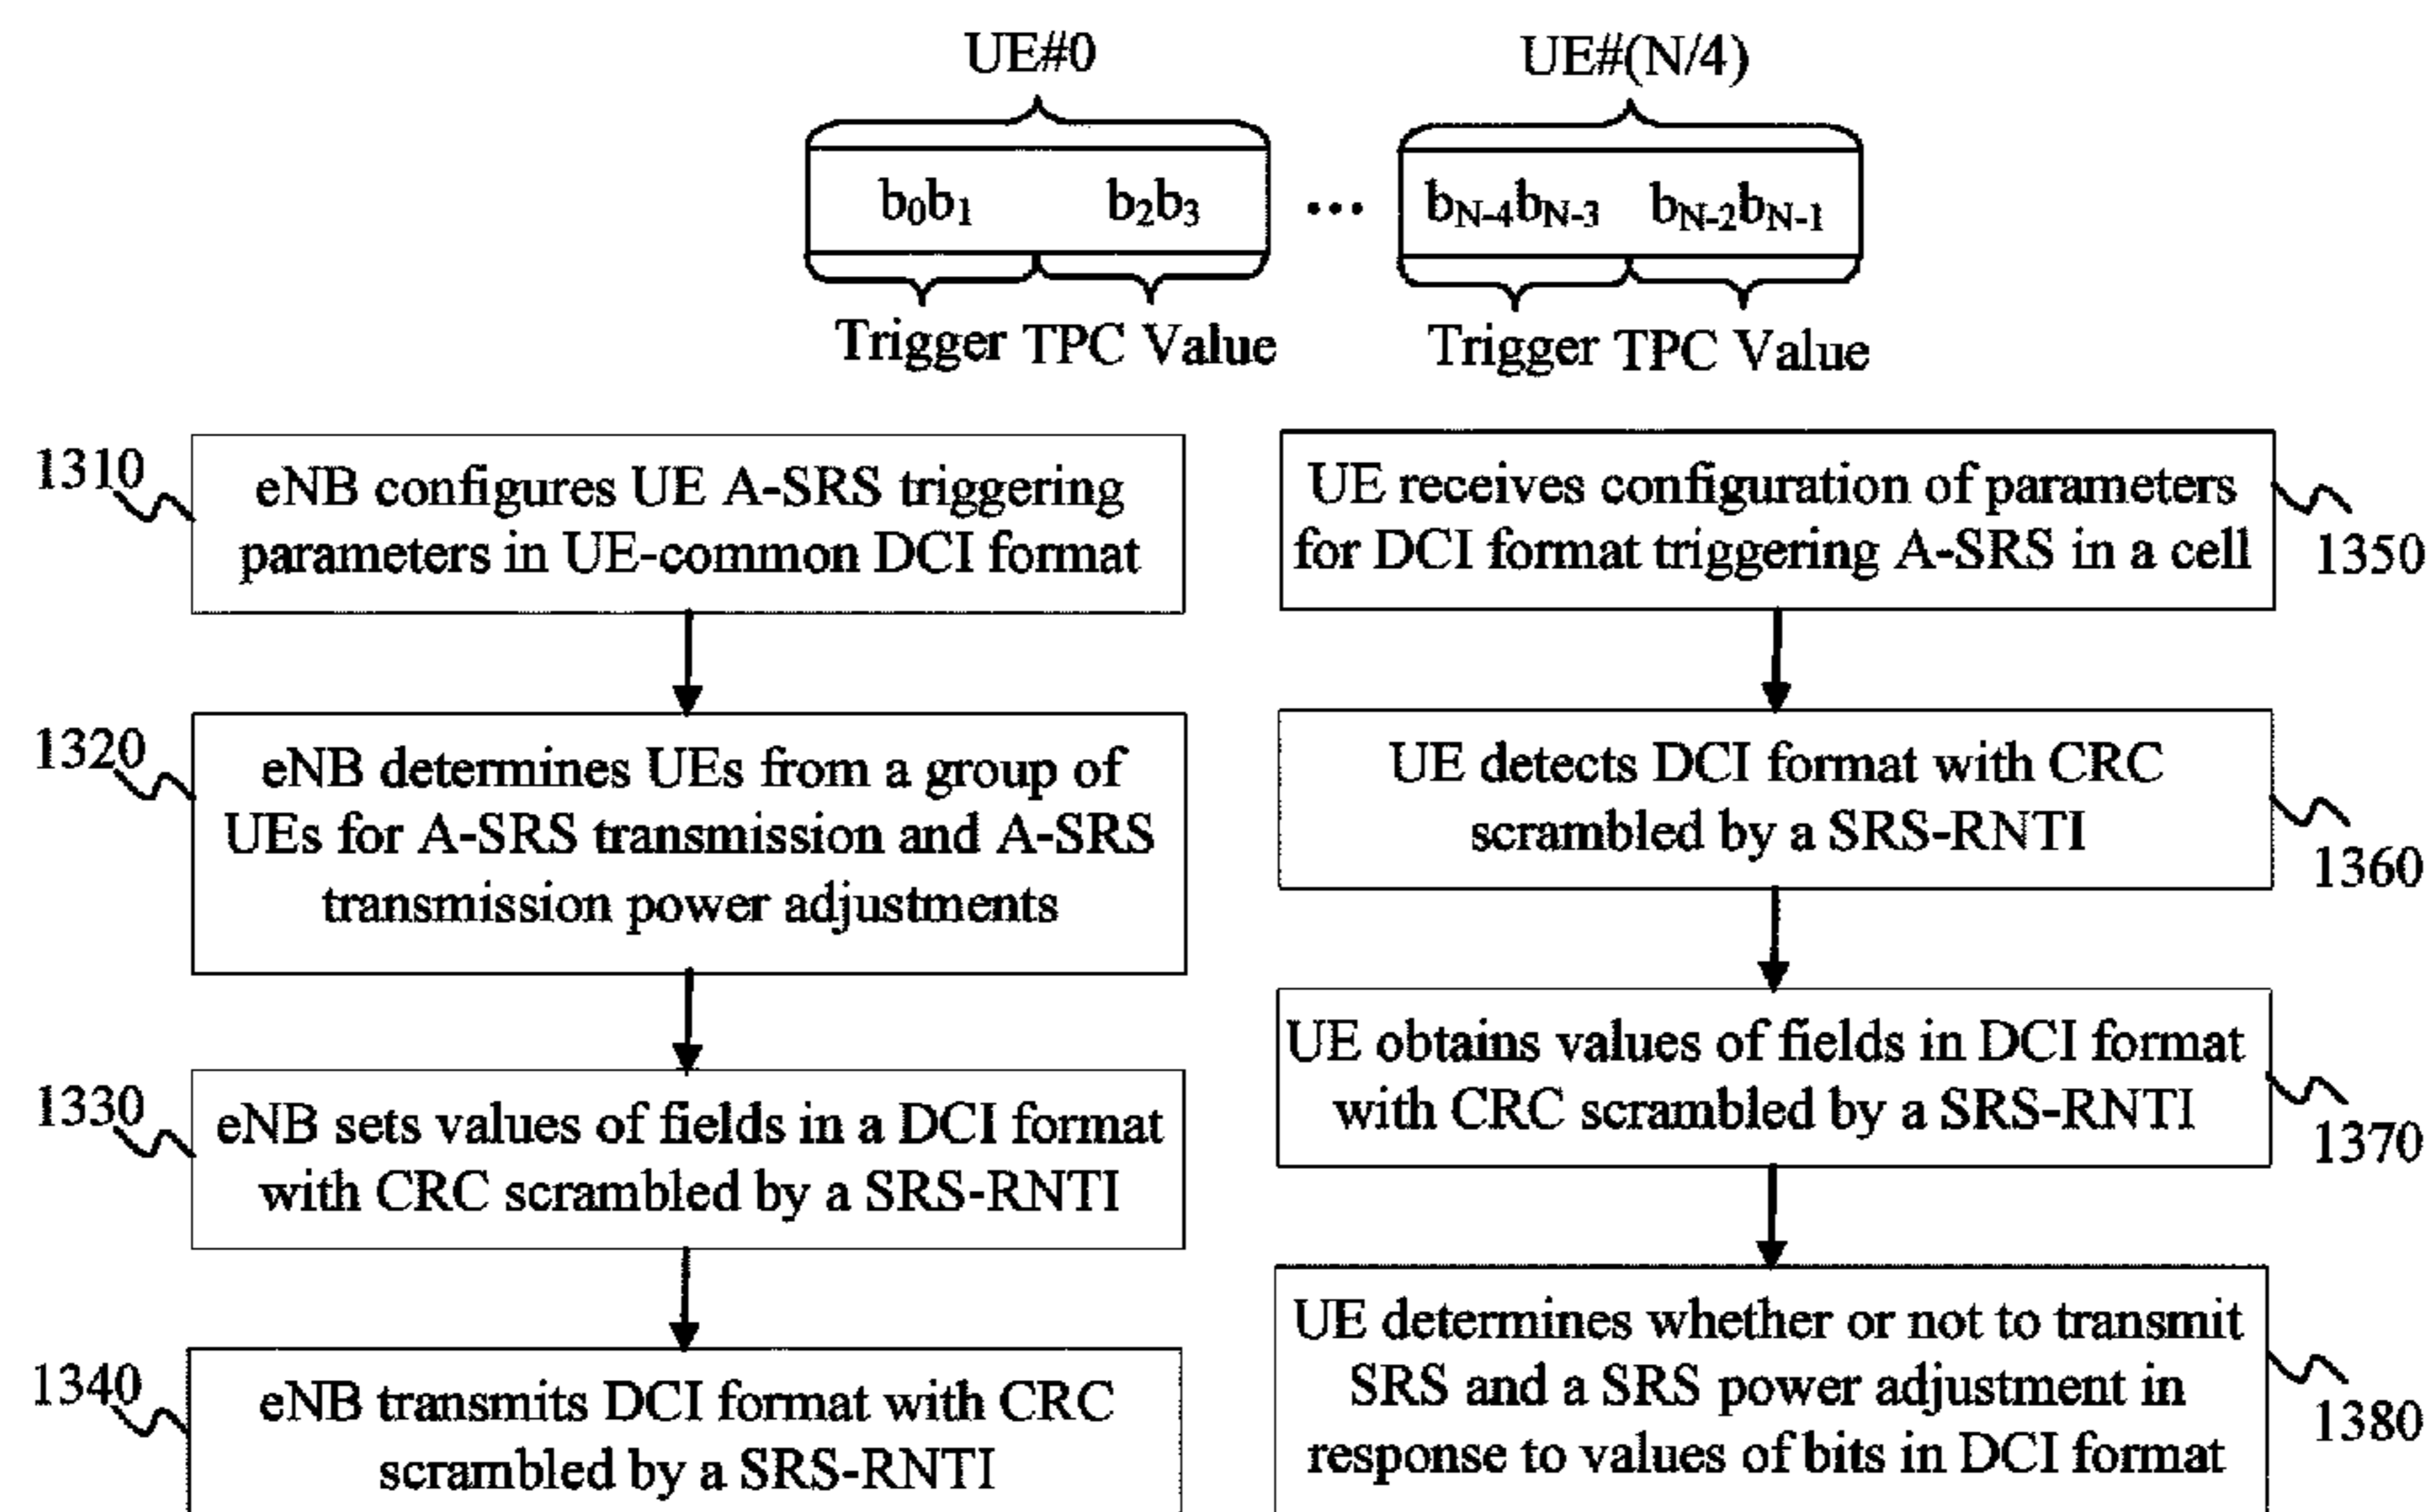 UE#0
UE#(N/4)
b0b1 b2b3 ... bN-4bN-3 bN-2bN-1
Trigger TPC Value Trigger TPC Value
1310
eNB configures UE A-SRS triggering
parameters in UE-common DCI format
1320
eNB determines UEs from a group of
UEs for A-SRS transmission and A-SRS
transmission power adjustments
1330
eNB sets values of fields in a DCI format
with CRC scrambled by a SRS-RNTI
1340
eNB transmits DCI format with CRC
scrambled by a SRS-RNTI
UE receives configuration of parameters
for DCI format triggering A-SRS in a cell
1350
UE detects DCI format with CRC
scrambled by a SRS-RNTI
1360
UE obtains values of fields in DCI format
with CRC scrambled by a SRS-RNTI
1370
UE determines whether or not to transmit
SRS and a SRS power adjustment in
response to values of bits in DCI format
1380